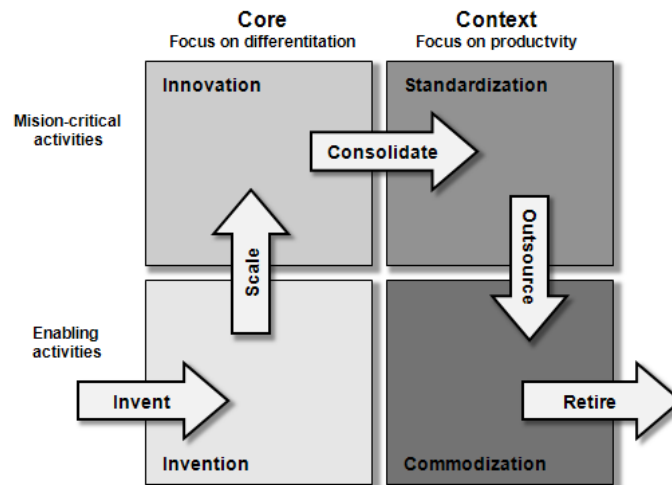 Core
Focus on differentitation
Context
Focus on productvity
Mision-critical
activities
Innovation
Standardization
Consolidate
Scale
Outsource
Enabling
activities
Invent
Retire
Invention
Commodization